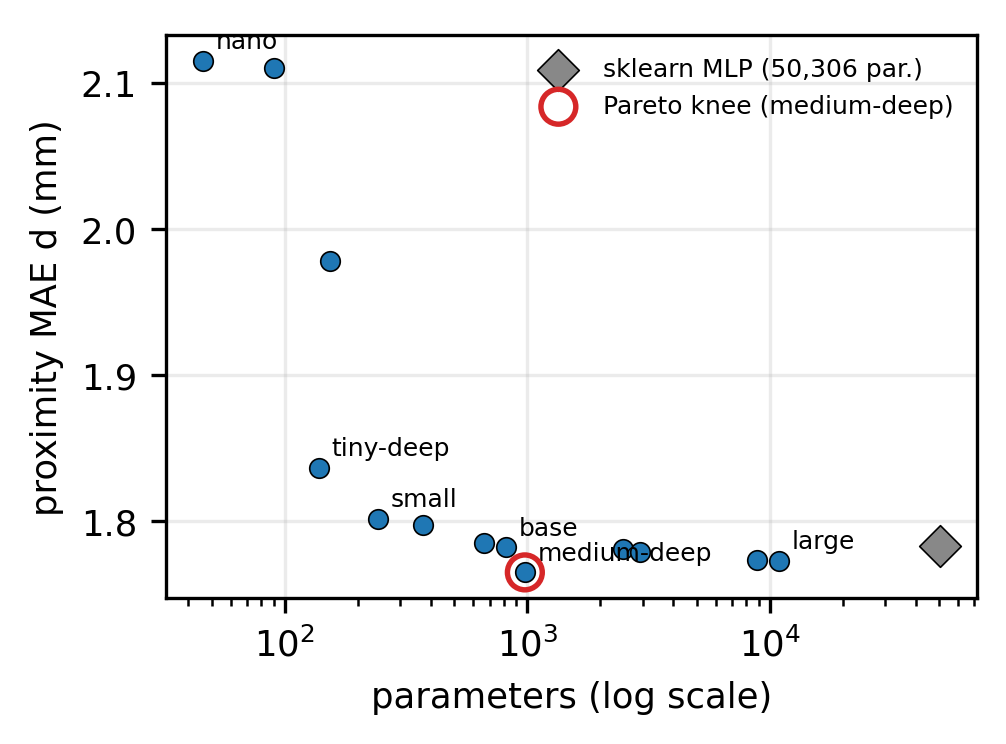 nano
sklearn MLP (50,306 par.)
Pareto knee (medium-deep)
2.1
2.0
1.9
1.8
proximity MAE d (mm)
tiny-deep
small
base
medium-deep
large
10²
10³
10⁴
parameters (log scale)